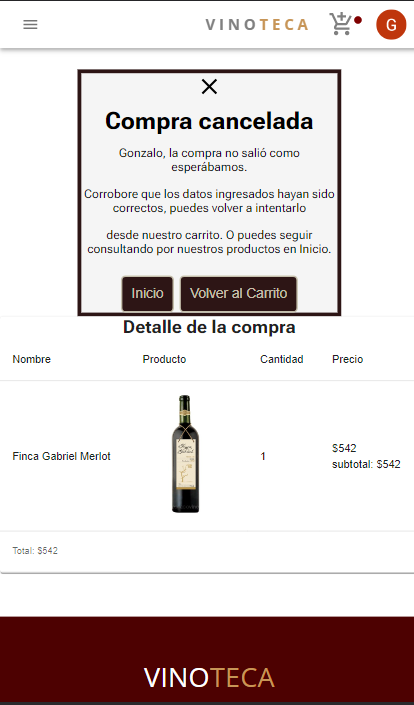 VINOTECA
G
Compra cancelada
Gonzalo, la compra no salió como
esperábamos.
Corrobore que los datos ingresados hayan sido
correctos, puedes volver a intentarlo
desde nuestro carrito. O puedes seguir
consultando por nuestros productos en Inicio.
Inicio Volver al Carrito
Detalle de la compra
Nombre Producto Cantidad Precio
Finca Gabriel Merlot 1 $542
subtotal: $542
Total: $542
VINOTECA